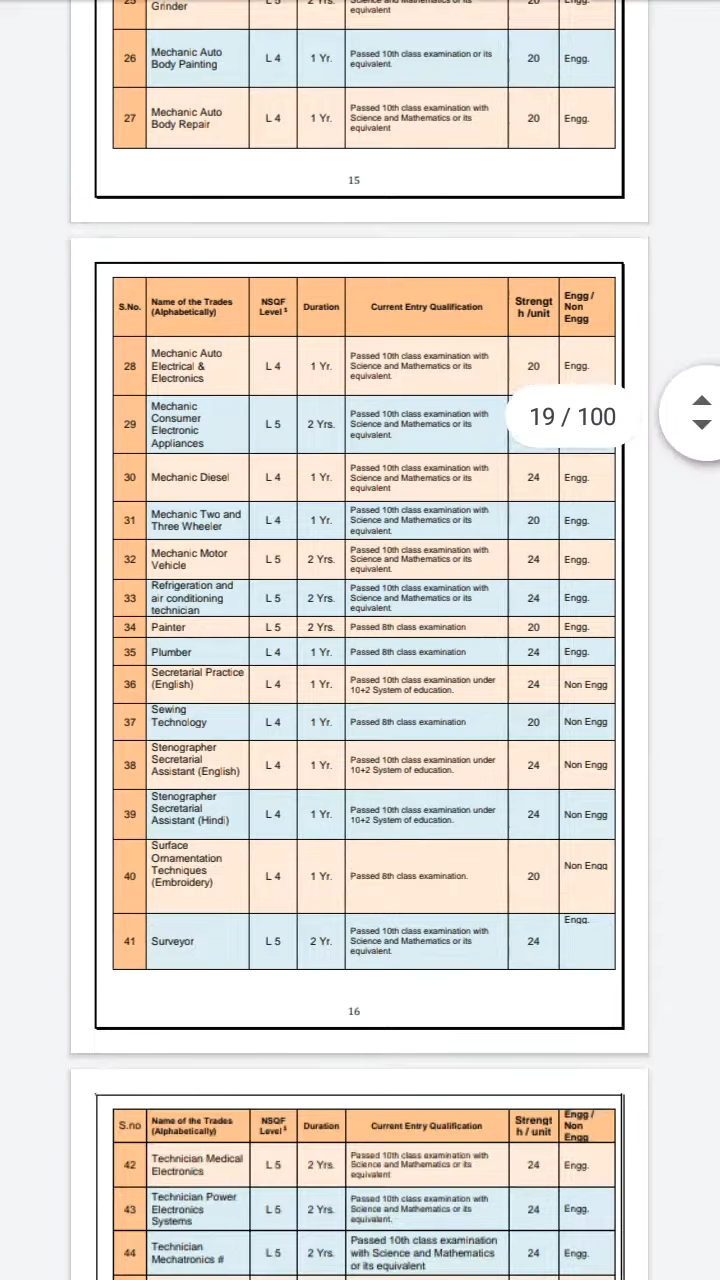 25 Grinder L 5 2 Yrs. Science and Mathematics or its equivalent 20 Engg.
26 Mechanic Auto Body Painting L 4 1 Yr. Passed 10th class examination or its equivalent. 20 Engg.
27 Mechanic Auto Body Repair L 4 1 Yr. Passed 10th class examination with Science and Mathematics or its equivalent 20 Engg.
15
S.No. Name of the Trades (Alphabetically) NSQF Level $ Duration Current Entry Qualification Strengt h /unit Engg / Non Engg
28 Mechanic Auto Electrical & Electronics L 4 1 Yr. Passed 10th class examination with Science and Mathematics or its equivalent. 20 Engg.
29 Mechanic Consumer Electronic Appliances L 5 2 Yrs. Passed 10th class examination with Science and Mathematics or its equivalent.
19 / 100
30 Mechanic Diesel L 4 1 Yr. Passed 10th class examination with Science and Mathematics or its equivalent 24 Engg.
31 Mechanic Two and Three Wheeler L 4 1 Yr. Passed 10th class examination with Science and Mathematics or its equivalent. 20 Engg.
32 Mechanic Motor Vehicle L 5 2 Yrs. Passed 10th class examination with Science and Mathematics or its equivalent. 24 Engg.
33 Refrigeration and air conditioning technician L 5 2 Yrs. Passed 10th class examination with Science and Mathematics or its equivalent. 24 Engg.
34 Painter L 5 2 Yrs. Passed 8th class examination 20 Engg.
35 Plumber L 4 1 Yr. Passed 8th class examination 24 Engg.
36 Secretarial Practice (English) L 4 1 Yr. Passed 10th class examination under 10+2 System of education. 24 Non Engg
37 Sewing Technology L 4 1 Yr. Passed 8th class examination 20 Non Engg
38 Stenographer Secretarial Assistant (English) L 4 1 Yr. Passed 10th class examination under 10+2 System of education. 24 Non Engg
39 Stenographer Secretarial Assistant (Hindi) L 4 1 Yr. Passed 10th class examination under 10+2 System of education. 24 Non Engg
40 Surface Ornamentation Techniques (Embroidery) L 4 1 Yr. Passed 8th class examination. 20 Non Engg
41 Surveyor L 5 2 Yr. Passed 10th class examination with Science and Mathematics or its equivalent. 24 Engg.
16
S.no Name of the Trades (Alphabetically) NSQF Level $ Duration Current Entry Qualification Strengt h / unit Engg / Non Engg
42 Technician Medical Electronics L 5 2 Yrs. Passed 10th class examination with Science and Mathematics or its equivalent 24 Engg.
43 Technician Power Electronics Systems L 5 2 Yrs. Passed 10th class examination with Science and Mathematics or its equivalent. 24 Engg.
44 Technician Mechatronics # L 5 2 Yrs. Passed 10th class examination with Science and Mathematics or its equivalent 24 Engg.